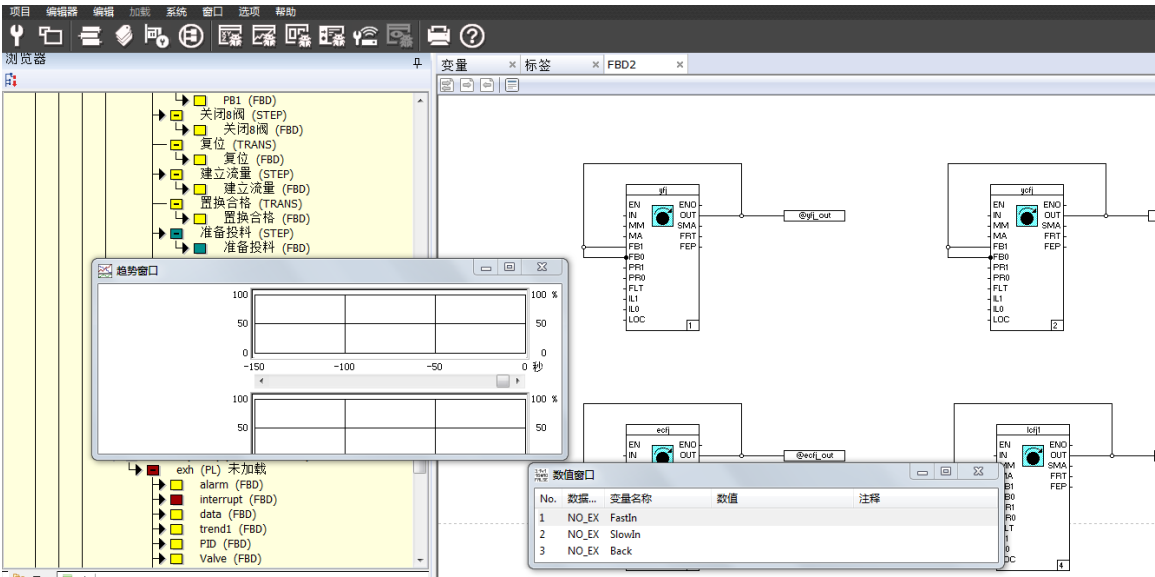 项目 编辑器 编辑 加载 系统 窗口 选项 帮助
浏览器
变量 标签 FBD2
PB1 (FBD)
关闭8阀 (STEP)
关闭8阀 (FBD)
复位 (TRANS)
复位 (FBD)
建立流量 (STEP)
建立流量 (FBD)
置换合格 (TRANS)
置换合格 (FBD)
准备投料 (STEP)
准备投料 (FBD)
趋势窗口
100 100 %
50 50
0 0
-150 -100 -50 0 秒
100 100 %
50 50
exh (PL) 未加载
alarm (FBD)
interrupt (FBD)
data (FBD)
trend1 (FBD)
PID (FBD)
Valve (FBD)
yfj
EN ENO
IN OUT
MM SMA
MA FRT
FB1 FEP
FB0
PR1
PR0
FLT
IL1
IL0
LOC
1
@yfj_out
ycfj
EN ENO
IN OUT
MM SMA
MA FRT
FB1 FEP
FB0
PR1
PR0
FLT
IL1
IL0
LOC
2
ecfj
EN ENO
IN OUT
@ecfj_out
lcfj1
EN ENO
IN OUT
SMA
FRT
FEP
4
数值窗口
No. 数据... 变量名称 数值 注释
1 NO_EX FastIn
2 NO_EX SlowIn
3 NO_EX Back